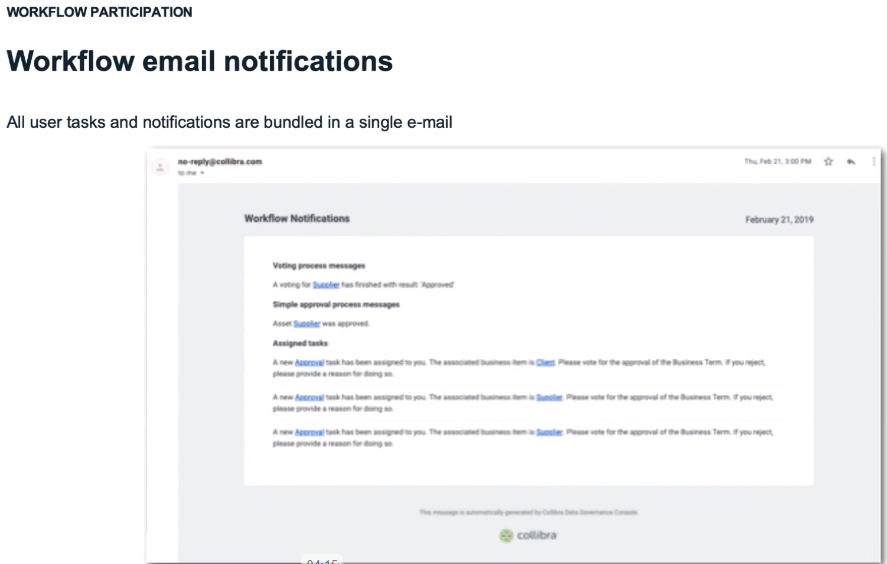 WORKFLOW PARTICIPATION
Workflow email notifications
All user tasks and notifications are bundled in a single e-mail
no-reply@collibra.com
Thu, Feb 21, 3:00 PM
to me
Workflow Notifications
February 21, 2019
Voting process messages
A voting for Supplier has finished with result: 'Approved'.
Simple approval process messages
Asset Supplier was approved.
Assigned tasks
A new Approval task has been assigned to you. The associated business item is Client. Please vote for the approval of the Business Term. If you reject,
please provide a reason for doing so.
A new Approval task has been assigned to you. The associated business item is Supplier. Please vote for the approval of the Business Term. If you reject,
please provide a reason for doing so.
A new Approval task has been assigned to you. The associated business item is Supplier. Please vote for the approval of the Business Term. If you reject,
please provide a reason for doing so.
This message is automatically generated by Collibra Data Governance Console.
collibra